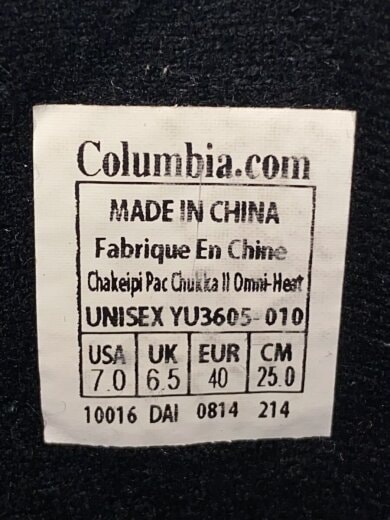 Columbia.com
MADE IN CHINA
Fabrique En Chine
Chakeipi Pac Chukka II Omni-Heat
UNISEX YU3605-010
USA UK EUR CM
7.0 6.5 40 25.0
10016 DAI 0814 214